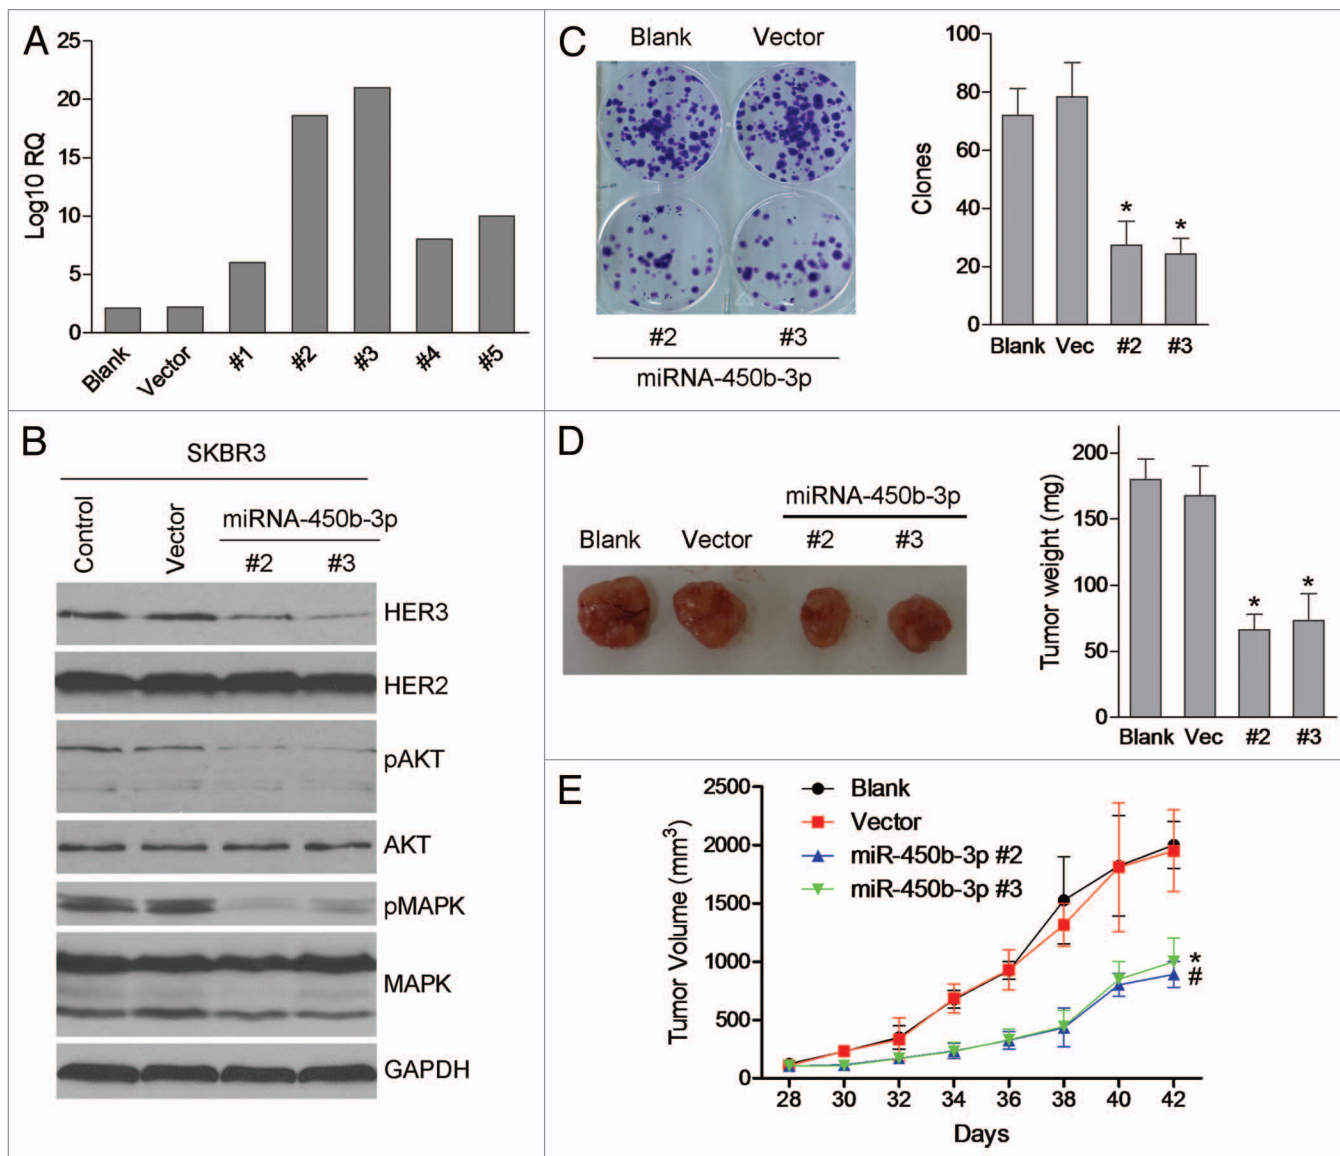 A
25
20
15
10
5
0
Log10 RQ
Blank
Vector
#1
#2
#3
#4
#5
B
SKBR3
Control
Vector
miRNA-450b-3p
#2 #3
HER3
HER2
pAKT
AKT
pMAPK
MAPK
GAPDH
C
Blank Vector
#2 #3
miRNA-450b-3p
100
80
60
40
20
0
Clones
* *
Blank Vec #2 #3
D
miRNA-450b-3p
Blank Vector #2 #3
200
150
100
50
0
Tumor weight (mg)
* *
Blank Vec #2 #3
E
2500
2000
1500
1000
500
0
Tumor Volume (mm³)
Blank
Vector
miR-450b-3p #2
miR-450b-3p #3
*
#
28 30 32 34 36 38 40 42
Days